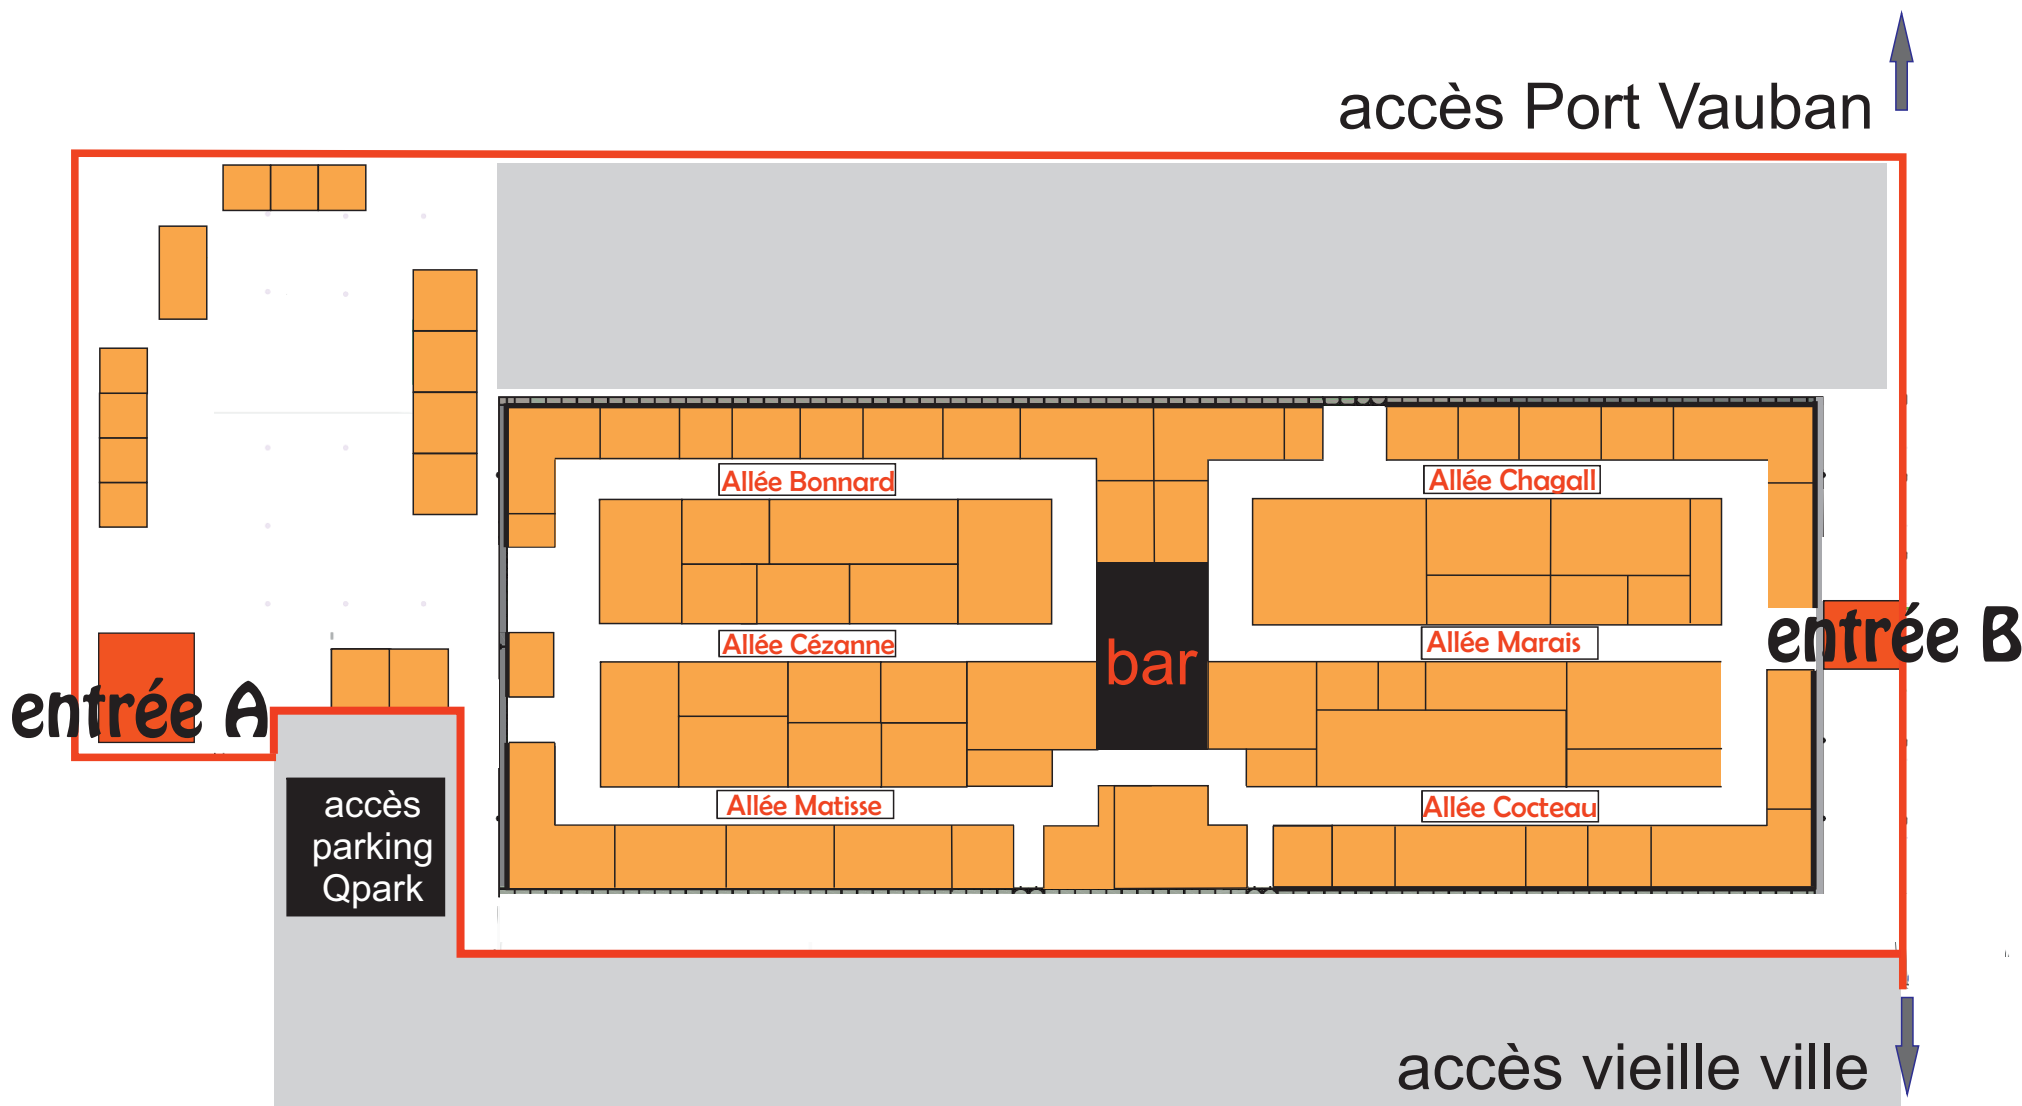 accès Port Vauban
Allée Bonnard
Allée Chagall
Allée Cézanne
Allée Marais
bar
entrée B
entrée A
Allée Matisse
Allée Cocteau
accès
parking
Qpark
accès vieille ville